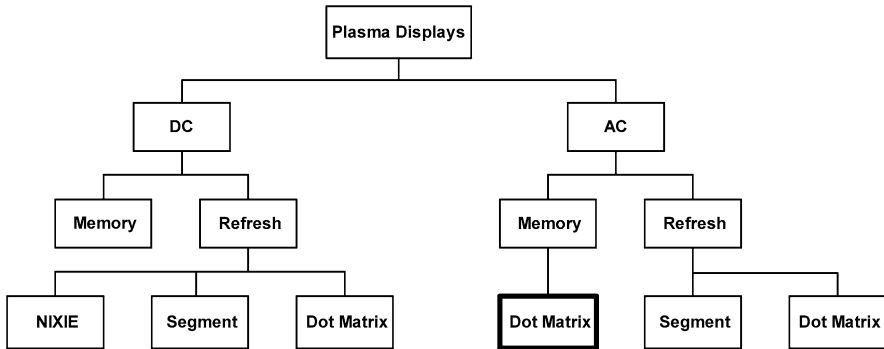 Plasma Displays
DC
AC
Memory
Refresh
Memory
Refresh
NIXIE
Segment
Dot Matrix
Dot Matrix
Segment
Dot Matrix